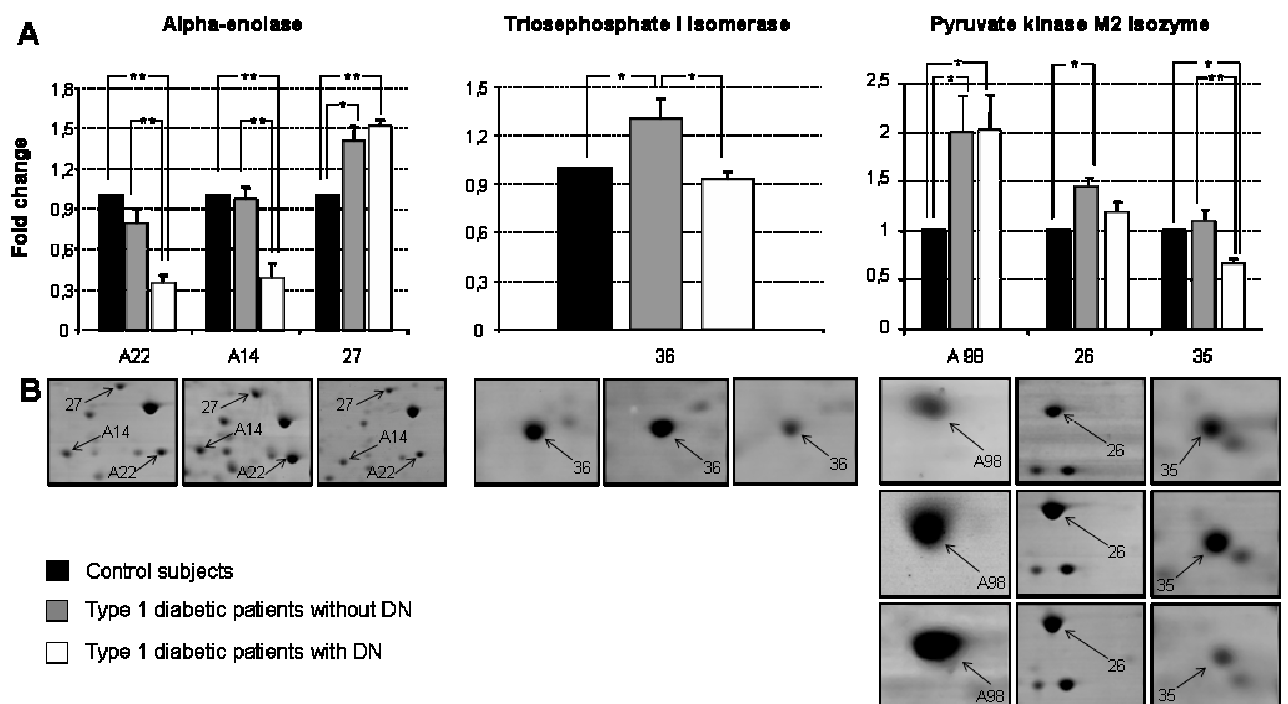 A
Alpha-enolase
Triosephosphate I Isomerase
Pyruvate kinase M2 Isozyme
Fold change
1,8
1,5
1,2
0,9
0,6
0,3
0
** ** **
** ** *
A22 A14 27
1,5
1,2
0,9
0,6
0,3
0
* *
36
2,5
2
1,5
1
0,5
0
* * *
* **
A 98 26 35
B
27 A14 A22
27 A14 A22
27 A14 A22
36 36 36
A98 26 35
A98 26 35
A98 26 35
Control subjects
Type 1 diabetic patients without DN
Type 1 diabetic patients with DN